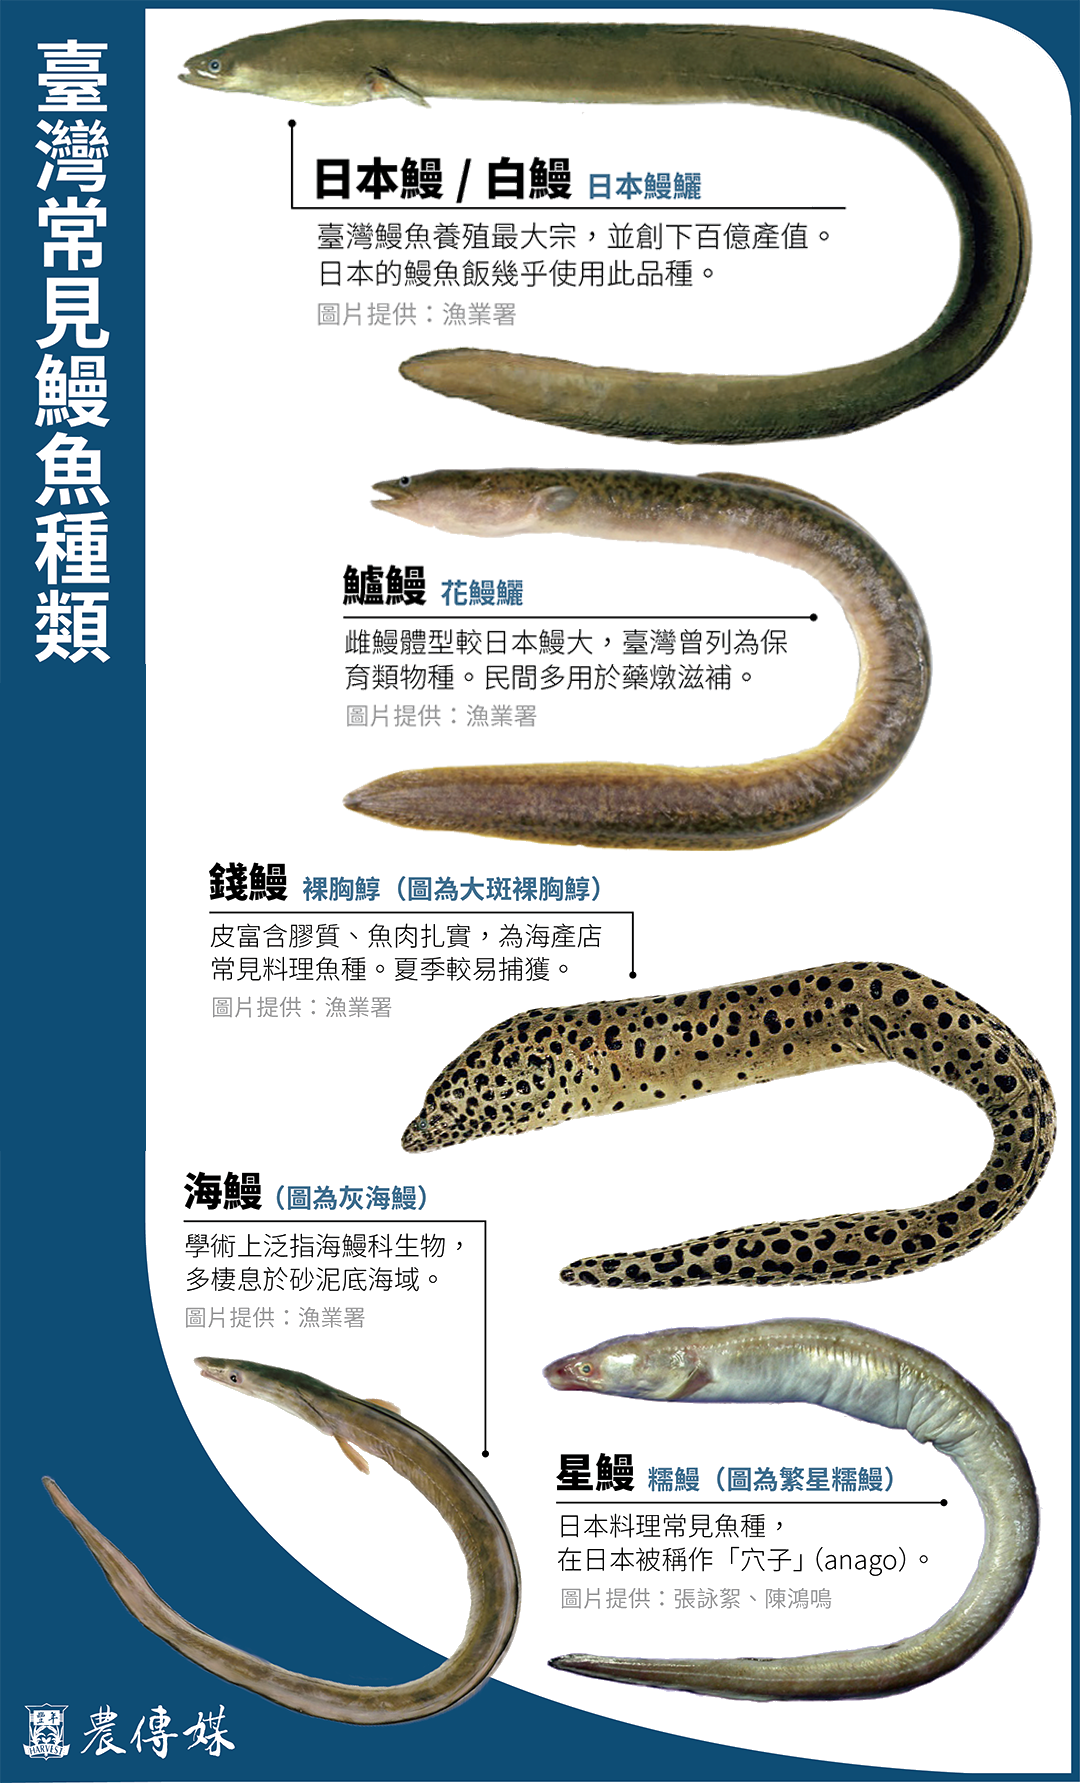 臺灣常見鰻魚種類
日本鰻 / 白鰻 日本鰻鱺
臺灣鰻魚養殖最大宗，並創下百億產值。
日本的鰻魚飯幾乎使用此品種。
圖片提供：漁業署
鱸鰻 花鰻鱺
雌鰻體型較日本鰻大，臺灣曾列為保
育類物種。民間多用於藥燉滋補。
圖片提供：漁業署
錢鰻 裸胸鯙（圖為大斑裸胸鯙）
皮富含膠質、魚肉扎實，為海產店
常見料理魚種。夏季較易捕獲。
圖片提供：漁業署
海鰻（圖為灰海鰻）
學術上泛指海鰻科生物，
多棲息於砂泥底海域。
圖片提供：漁業署
星鰻 糯鰻（圖為繁星糯鰻）
日本料理常見魚種，
在日本被稱作「穴子」（anago）。
圖片提供：張詠絮、陳鴻鳴
豐年
HARVEST
農傳媒